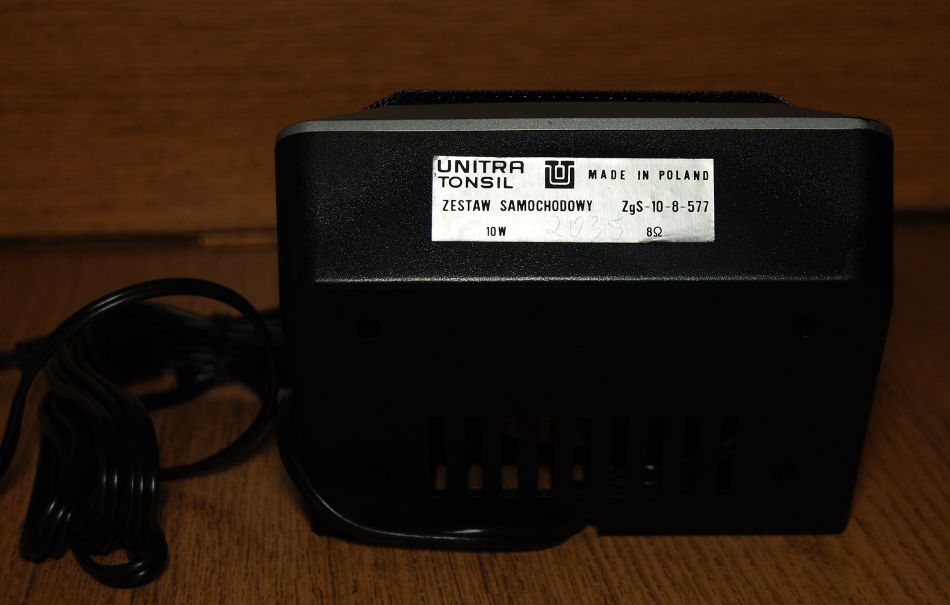 UNITRA
TONSIL
MADE IN POLAND
ZESTAW SAMOCHODOWY ZgS-10-8-577
10W 2035 8Ω